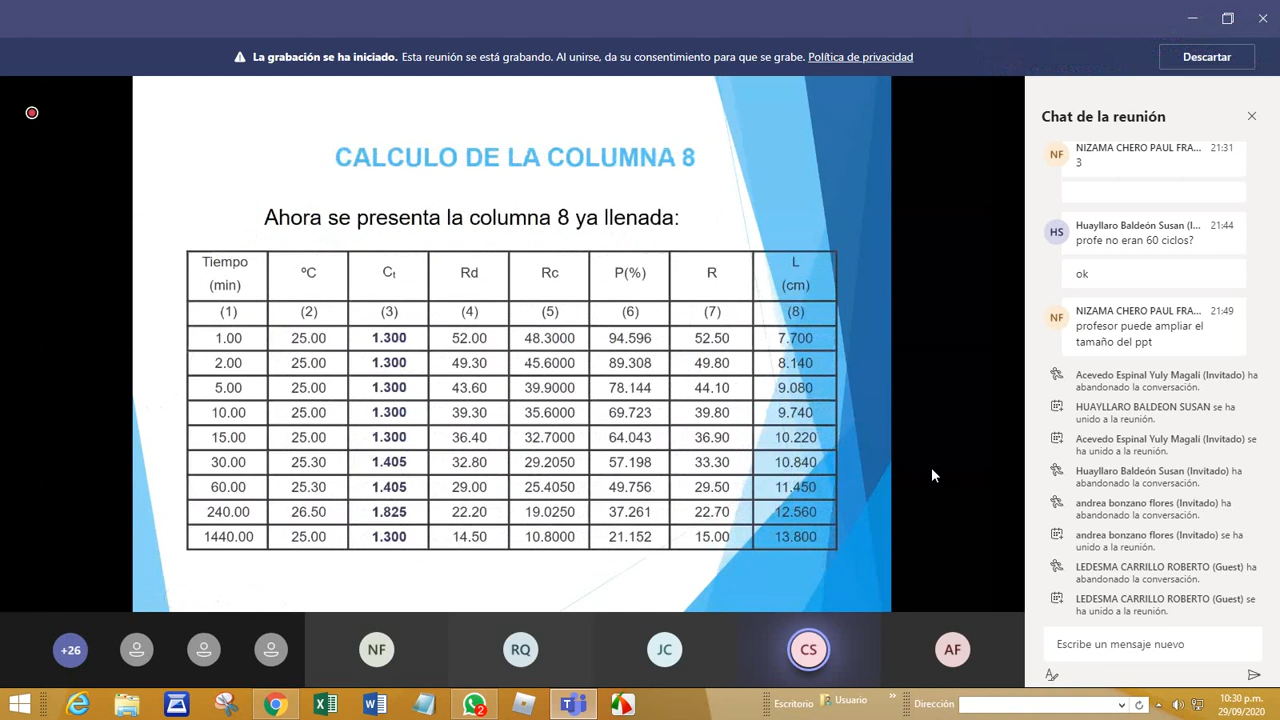 La grabación se ha iniciado. Esta reunión se está grabando. Al unirse, da su consentimiento para que se grabe. Política de privacidad
Descartar
CALCULO DE LA COLUMNA 8
Ahora se presenta la columna 8 ya llenada:
Tiempo (min) ºC Ct Rd Rc P(%) R L (cm)
(1) (2) (3) (4) (5) (6) (7) (8)
1.00 25.00 1.300 52.00 48.3000 94.596 52.50 7.700
2.00 25.00 1.300 49.30 45.6000 89.308 49.80 8.140
5.00 25.00 1.300 43.60 39.9000 78.144 44.10 9.080
10.00 25.00 1.300 39.30 35.6000 69.723 39.80 9.740
15.00 25.00 1.300 36.40 32.7000 64.043 36.90 10.220
30.00 25.30 1.405 32.80 29.2050 57.198 33.30 10.840
60.00 25.30 1.405 29.00 25.4050 49.756 29.50 11.450
240.00 26.50 1.825 22.20 19.0250 37.261 22.70 12.560
1440.00 25.00 1.300 14.50 10.8000 21.152 15.00 13.800
+26
NF
RQ
JC
CS
AF
Chat de la reunión
NF NIZAMA CHERO PAUL FRA... 21:31
3
HS Huayllaro Baldeón Susan (I... 21:44
profe no eran 60 ciclos?
ok
NF NIZAMA CHERO PAUL FRA... 21:49
profesor puede ampliar el
tamaño del ppt
Acevedo Espinal Yuly Magali (Invitado) ha
abandonado la conversación.
HUAYLLARO BALDEON SUSAN se ha
unido a la reunión.
Acevedo Espinal Yuly Magali (Invitado) se
ha unido a la reunión.
Huayllaro Baldeón Susan (Invitado) ha
abandonado la conversación.
andrea bonzano flores (Invitado) ha
abandonado la conversación.
andrea bonzano flores (Invitado) se ha
unido a la reunión.
LEDESMA CARRILLO ROBERTO (Guest) ha
abandonado la conversación.
LEDESMA CARRILLO ROBERTO (Guest) se
ha unido a la reunión.
Escribe un mensaje nuevo
2
Escritorio
Usuario
Dirección
10:30 p.m.
29/09/2020